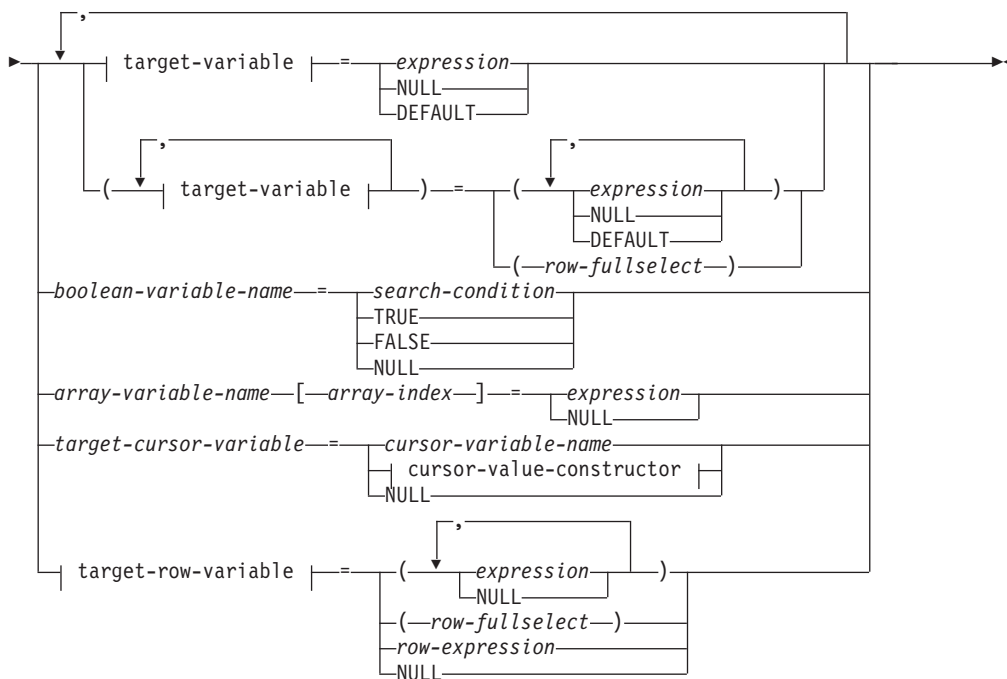 ,
target-variable = expression
NULL
DEFAULT
, ,
( target-variable ) = ( expression )
NULL
DEFAULT
( row-fullselect )
boolean-variable-name = search-condition
TRUE
FALSE
NULL
array-variable-name [ array-index ] = expression
NULL
target-cursor-variable = cursor-variable-name
cursor-value-constructor
NULL
,
target-row-variable = ( expression )
NULL
( row-fullselect )
row-expression
NULL